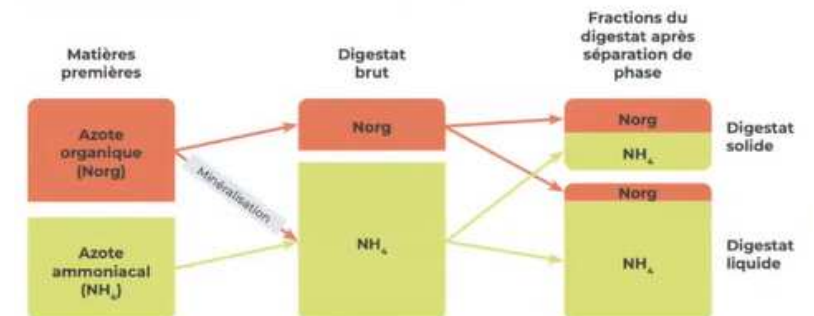 Matières
premières
Digestat
brut
Fractions du
digestat après
séparation de
phase
Azote
organique
(Norg)
Minéralisation
Azote
ammoniacal
(NH₄)
Norg
NH₄
Norg
NH₄
Digestat
solide
Norg
NH₄
Digestat
liquide